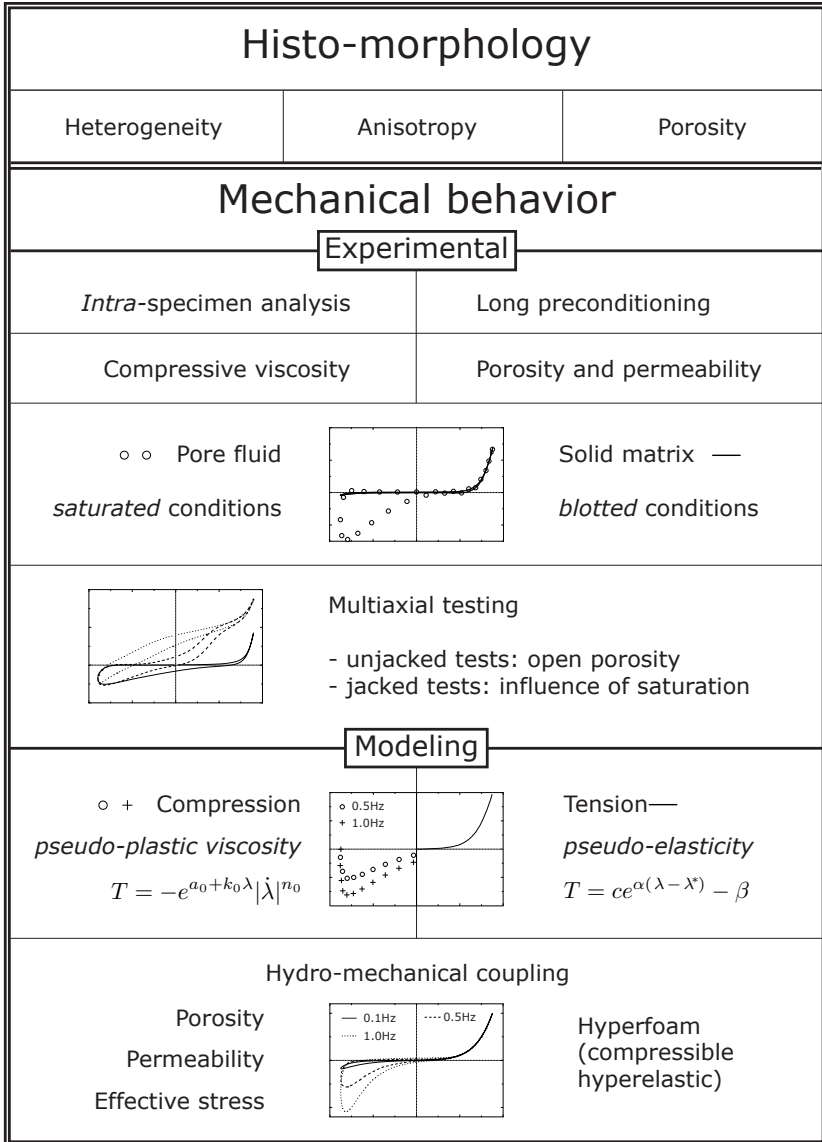 Histo-morphology
Heterogeneity Anisotropy Porosity
Mechanical behavior
Experimental
Intra-specimen analysis Long preconditioning
Compressive viscosity Porosity and permeability
Pore fluid Solid matrix
saturated conditions blotted conditions
Multiaxial testing
- unjacked tests: open porosity
- jacked tests: influence of saturation
Modeling
Compression 0.5Hz Tension
1.0Hz
pseudo-plastic viscosity pseudo-elasticity
T = −e^{a₀+k₀λ}|λ̇|^{n₀} T = ce^{α(λ−λ*)} − β
Hydro-mechanical coupling
Porosity 0.1Hz 0.5Hz
1.0Hz
Hyperfoam
Permeability (compressible
hyperelastic)
Effective stress